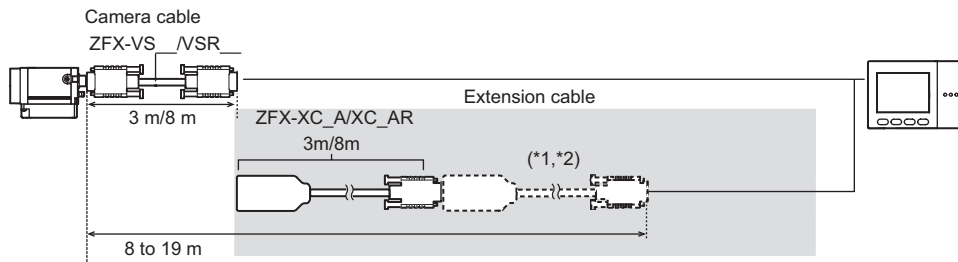 Camera cable
ZFX-VS__/VSR__
3 m/8 m
Extension cable
ZFX-XC_A/XC_AR
3m/8m
(*1,*2)
8 to 19 m